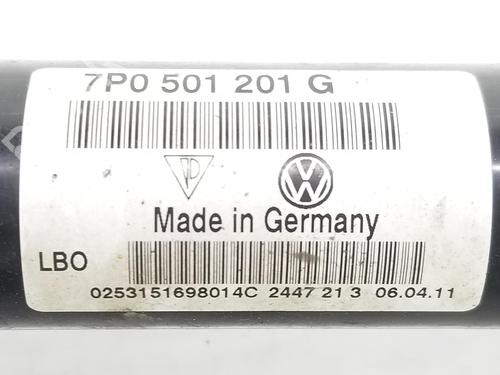 7P0 501 201 G
Made in Germany
LBO
0253151698014C 2447 21 3 06.04.11